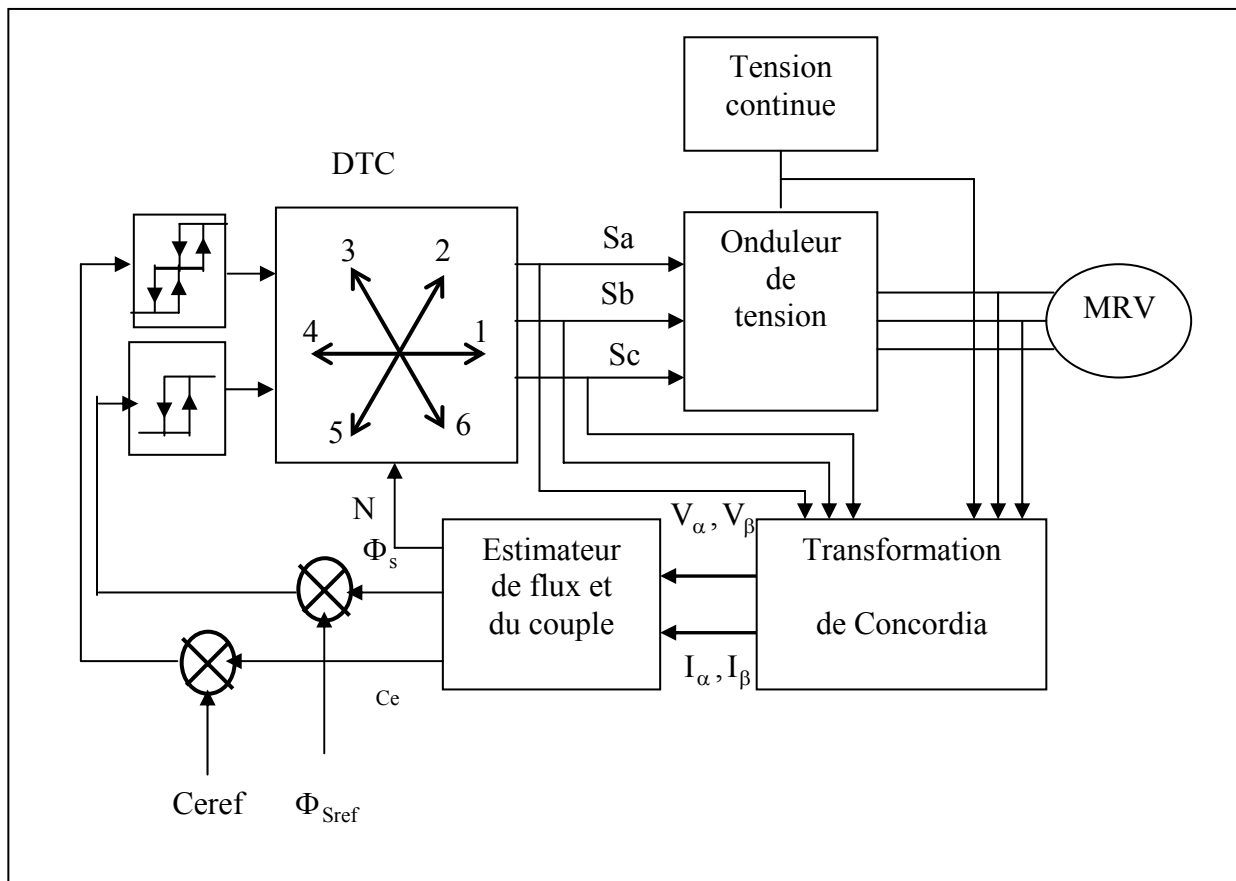 Tension
continue
DTC
3
2
4
1
5
6
Sa
Sb
Sc
Onduleur
de
tension
MRV
N
Φs
Estimateur
de flux et
du couple
Vα, Vβ
Iα, Iβ
Transformation
de Concordia
Ce
Ceref
ΦSref